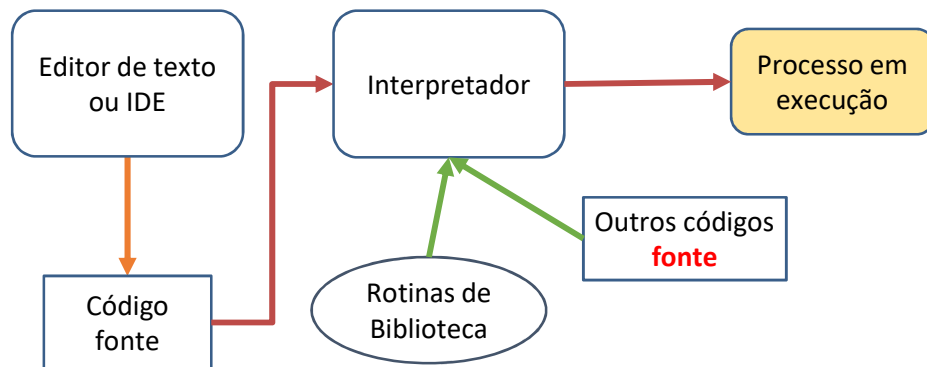 Editor de texto
ou IDE
Interpretador
Processo em
execução
Outros códigos
fonte
Rotinas de
Biblioteca
Código
fonte